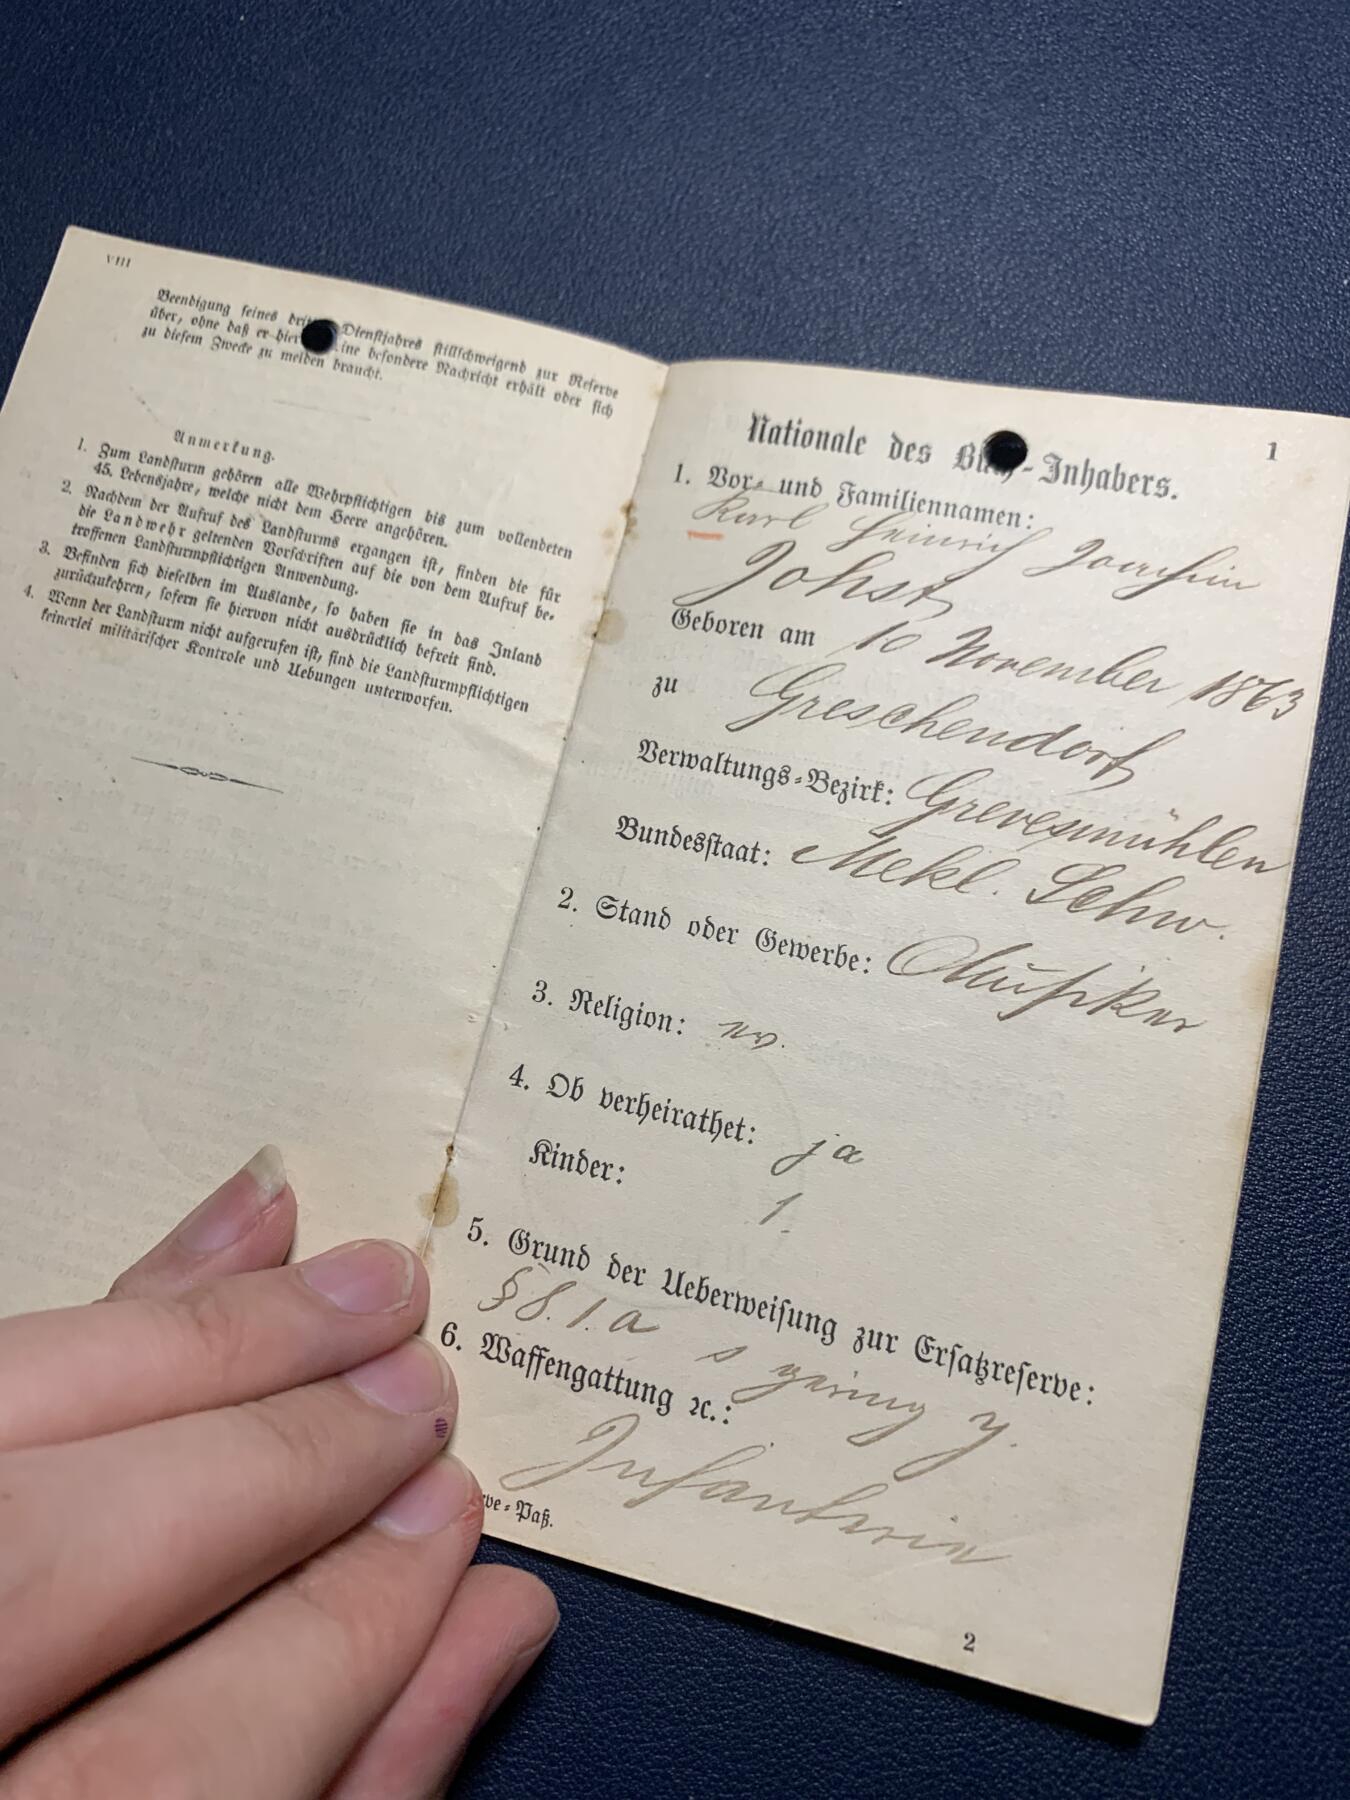 VIII
Beendigung seines Dienstjahres stillschweigend zur Reserve
über, ohne daß er eine besondere Nachricht erhält oder sich
zu diesem Zwecke zu melden braucht.
Anmerkung.
1. Zum Landsturm gehören alle Wehrpflichtigen bis zum vollendeten
45. Lebensjahre, welche nicht dem Heere angehören.
2. Nachdem der Aufruf des Landsturms ergangen ist, finden die für
die Landwehr geltenden Vorschriften auf die von dem Aufruf be-
troffenen Landsturmpflichtigen Anwendung.
3. Befinden sich dieselben im Auslande, so haben sie in das Inland
zurückzukehren, sofern sie hiervon nicht ausdrücklich befreit sind.
4. Wenn der Landsturm nicht aufgerufen ist, sind die Landsturmpflichtigen
keinerlei militärischer Kontrole und Uebungen unterworfen.
1
Nationale des Buch-Inhabers.
1. Vor- und Familiennamen:
Karl Heinrich Joachim
Johst
Geboren am 10 November 1863
zu Greschendorf
Verwaltungs-Bezirk: Grevesmühlen
Bundesstaat: Mekl. Schw.
2. Stand oder Gewerbe: Musiker
3. Religion: ev.
4. Ob verheirathet: ja
Kinder: 1.
5. Grund der Ueberweisung zur Ersatzreserve:
§ 8. 1. a
6. Waffengattung ꝛc.:
Infanterie
Paß.
2